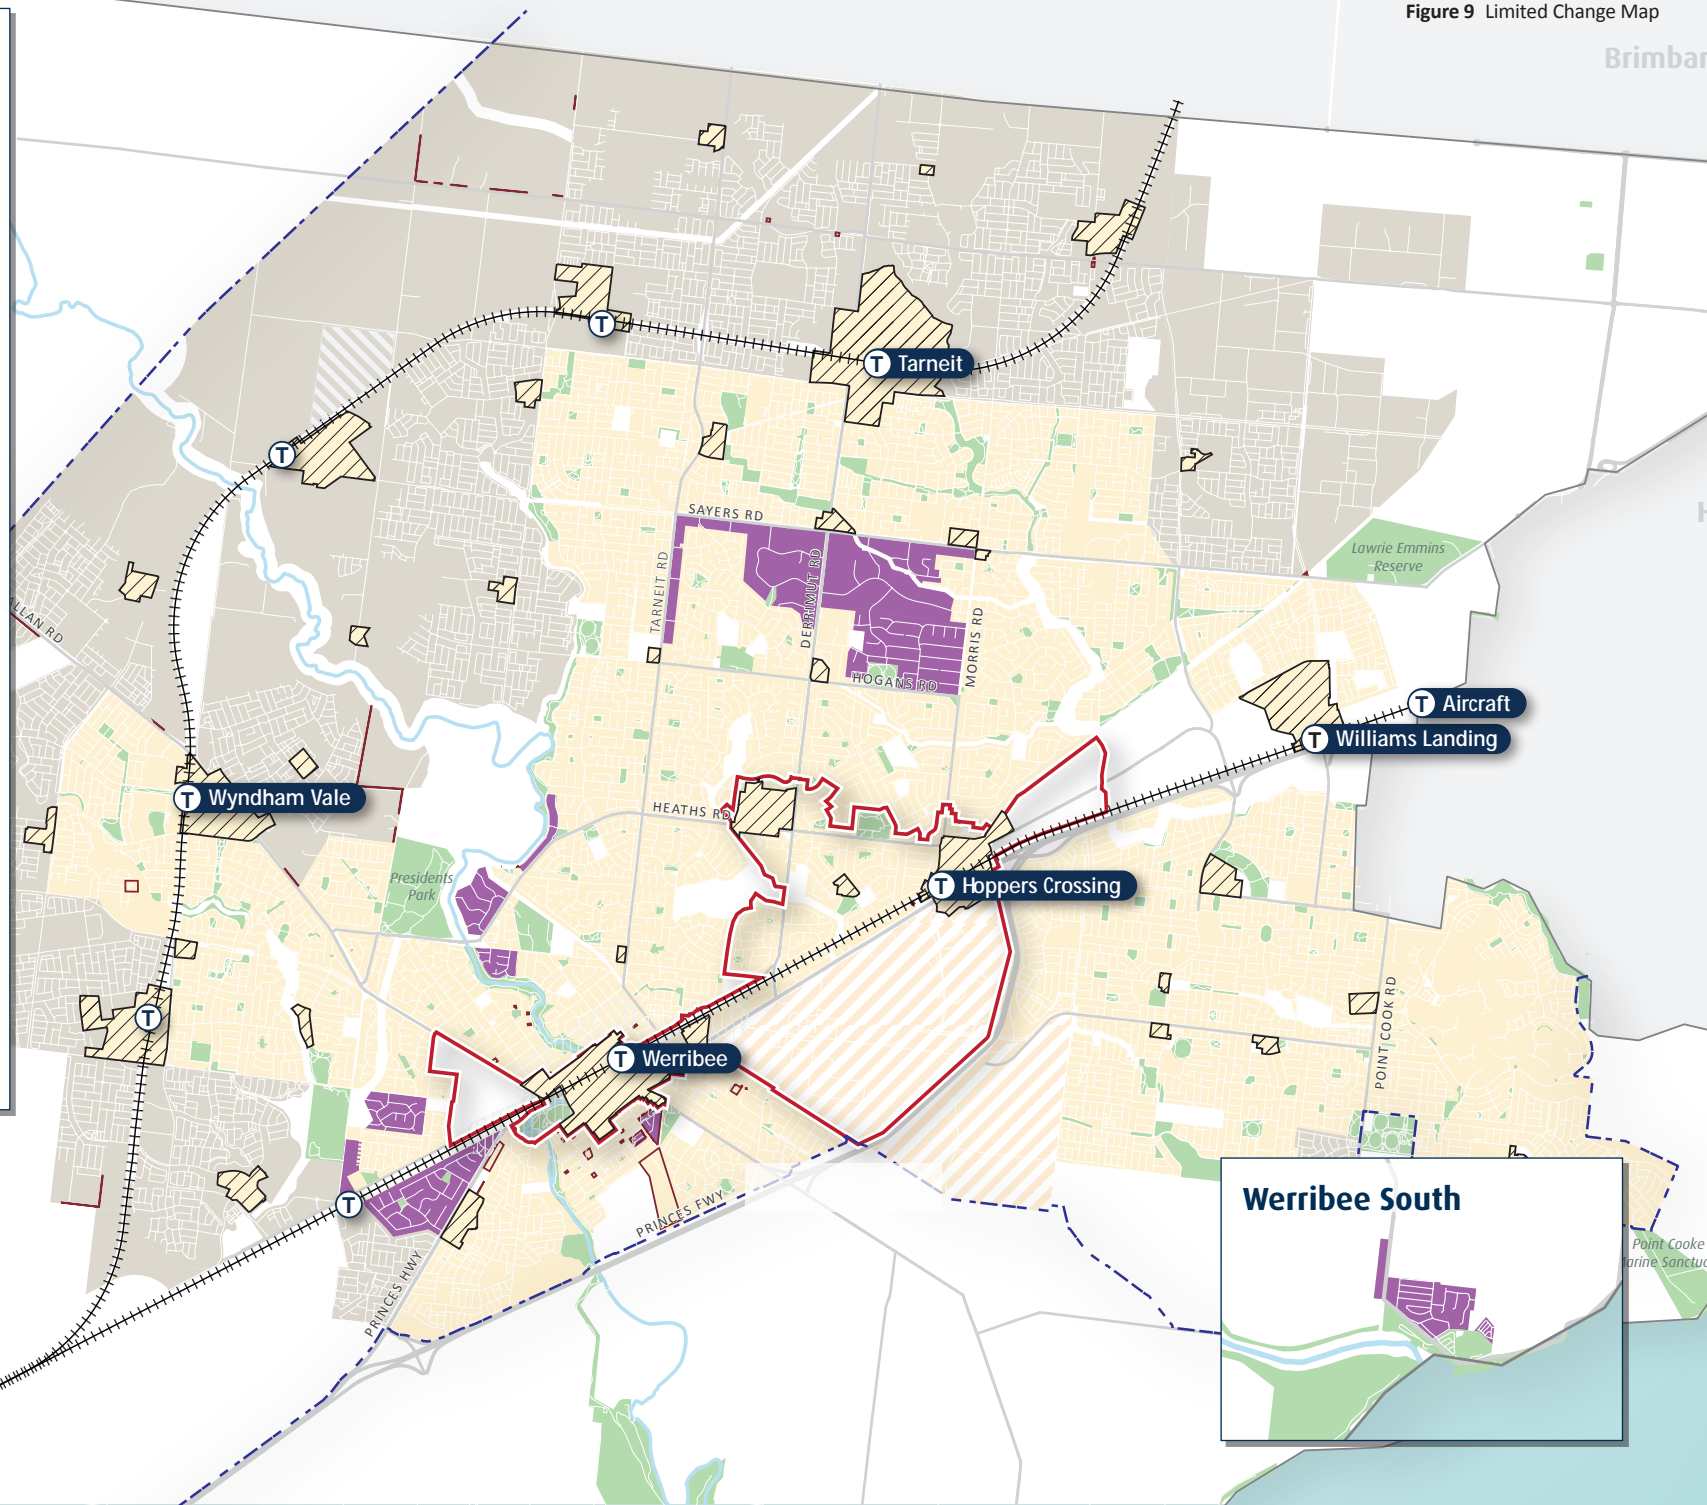 Figure 9 Limited Change Map
T Tarneit
T
T
SAYERS RD
TARNEIT RD
DERRIMUT RD
MORRIS RD
HOGANS RD
Lawrie Emmins
Reserve
T Aircraft
T Williams Landing
T Wyndham Vale
HEATHS RD
Presidents
Park
T Hoppers Crossing
T
T Werribee
POINT COOK RD
T
PRINCES FWY
PRINCES HWY
Werribee South
Point Cooke